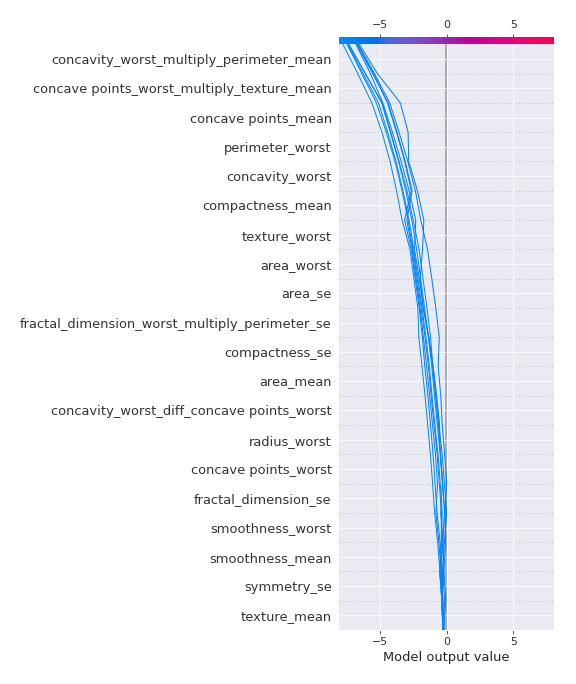 −5 0 5
concavity_worst_multiply_perimeter_mean
concave points_worst_multiply_texture_mean
concave points_mean
perimeter_worst
concavity_worst
compactness_mean
texture_worst
area_worst
area_se
fractal_dimension_worst_multiply_perimeter_se
compactness_se
area_mean
concavity_worst_diff_concave points_worst
radius_worst
concave points_worst
fractal_dimension_se
smoothness_worst
smoothness_mean
symmetry_se
texture_mean
−5 0 5
Model output value